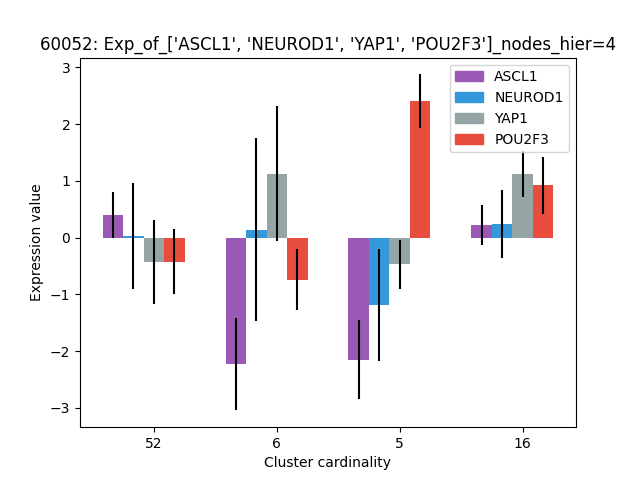 60052: Exp_of_['ASCL1', 'NEUROD1', 'YAP1', 'POU2F3']_nodes_hier=4
ASCL1
NEUROD1
YAP1
POU2F3
3
2
1
0
−1
−2
−3
Expression value
52
6
5
16
Cluster cardinality